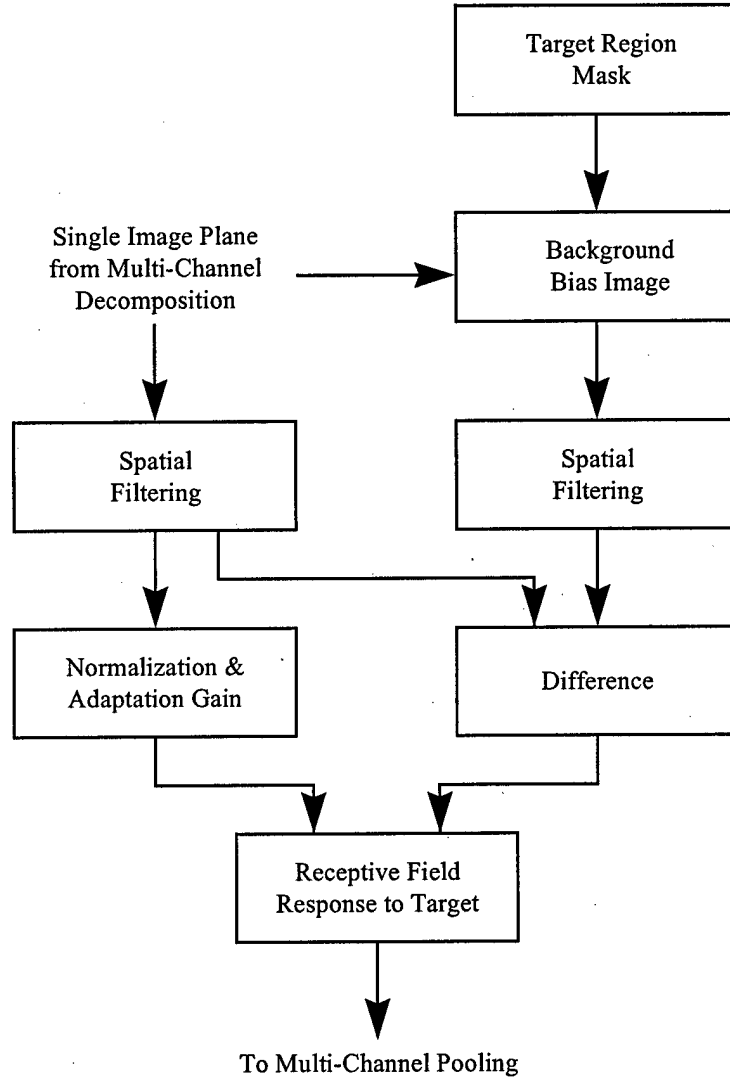 Target Region
Mask
Single Image Plane
from Multi-Channel
Decomposition
Background
Bias Image
Spatial
Filtering
Spatial
Filtering
Normalization &
Adaptation Gain
Difference
Receptive Field
Response to Target
To Multi-Channel Pooling